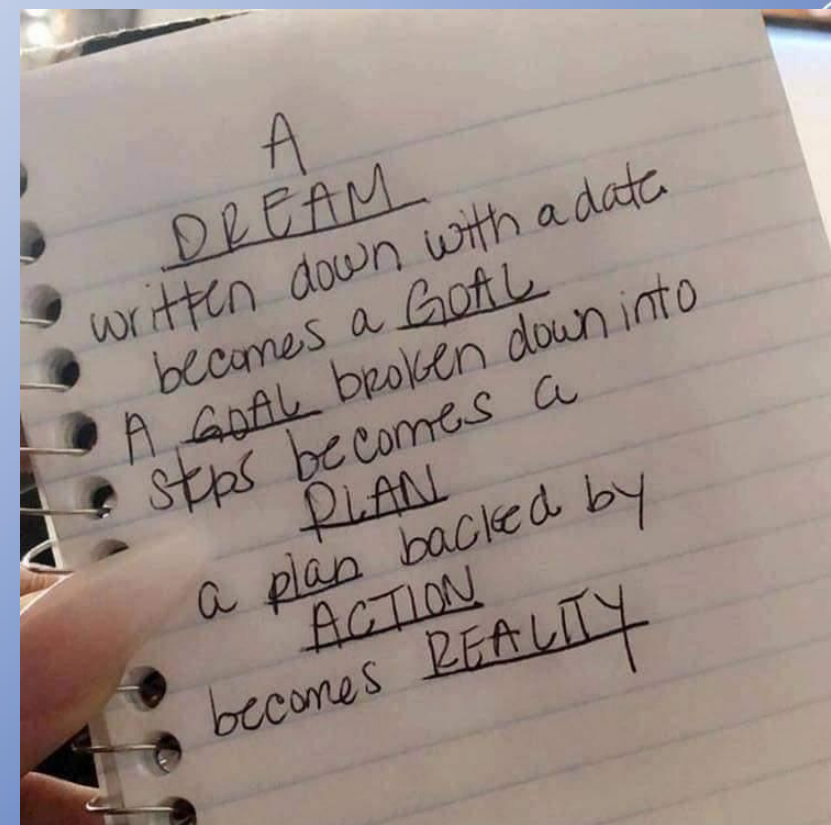 A
DREAM
written down with a date
becomes a GOAL
A GOAL broken down into
steps becomes a
PLAN
a plan backed by
ACTION
becomes REALITY